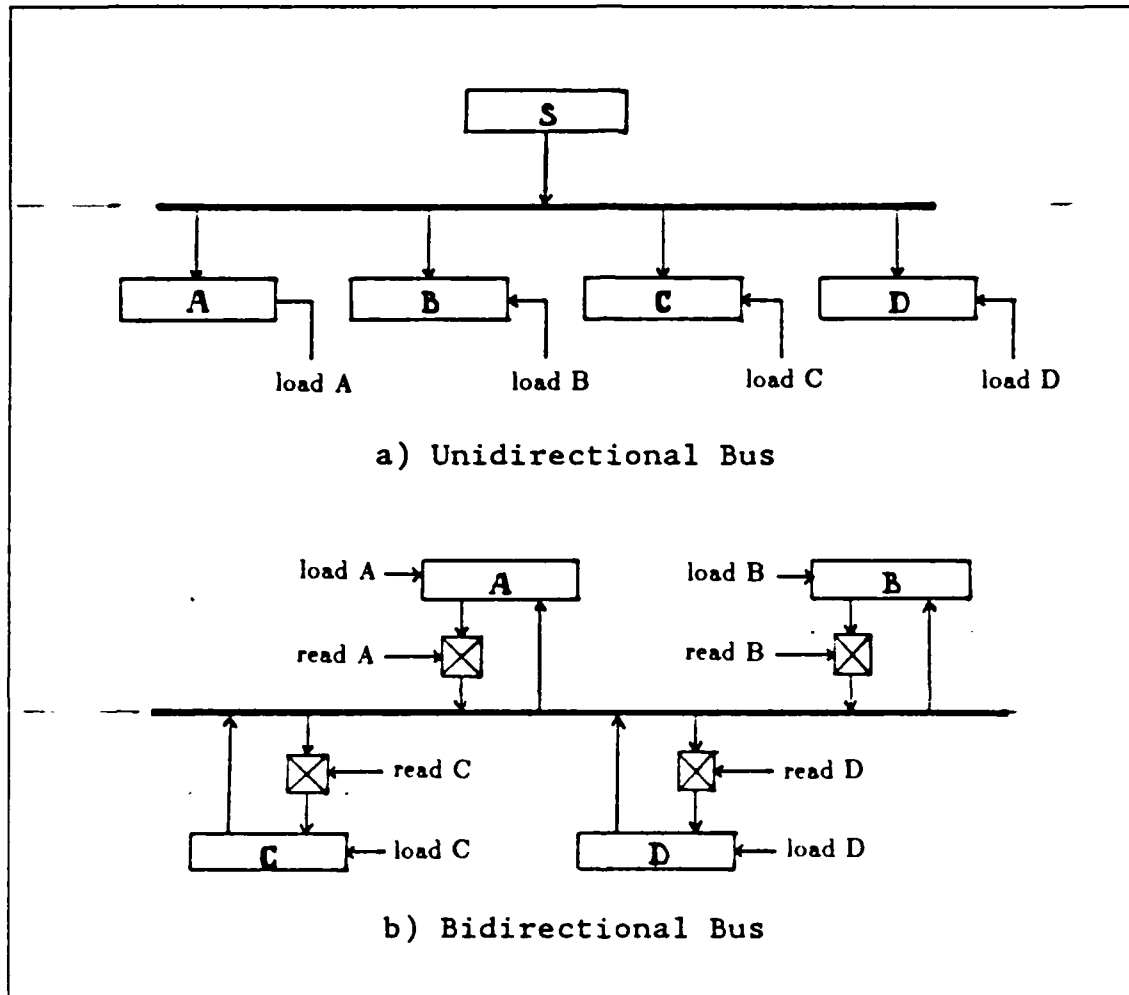 S
A B C D
load A load B load C load D
a) Unidirectional Bus
load A A load B B
read A read B
read C read D
C load C D load D
b) Bidirectional Bus